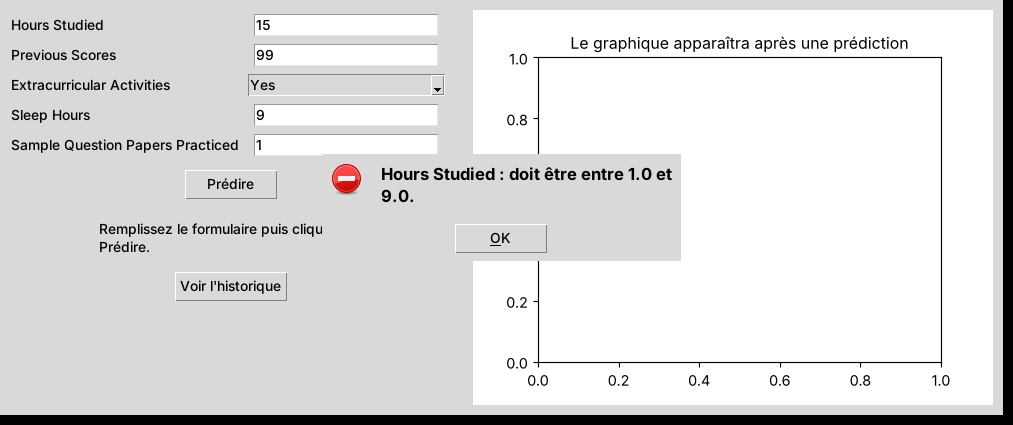 Hours Studied 15
Previous Scores 99
Extracurricular Activities Yes
Sleep Hours 9
Sample Question Papers Practiced 1
Prédire
Remplissez le formulaire puis cliqu
Prédire.
Voir l'historique
Hours Studied : doit être entre 1.0 et
9.0.
OK
Le graphique apparaîtra après une prédiction
1.0
0.8
0.2
0.0
0.0 0.2 0.4 0.6 0.8 1.0